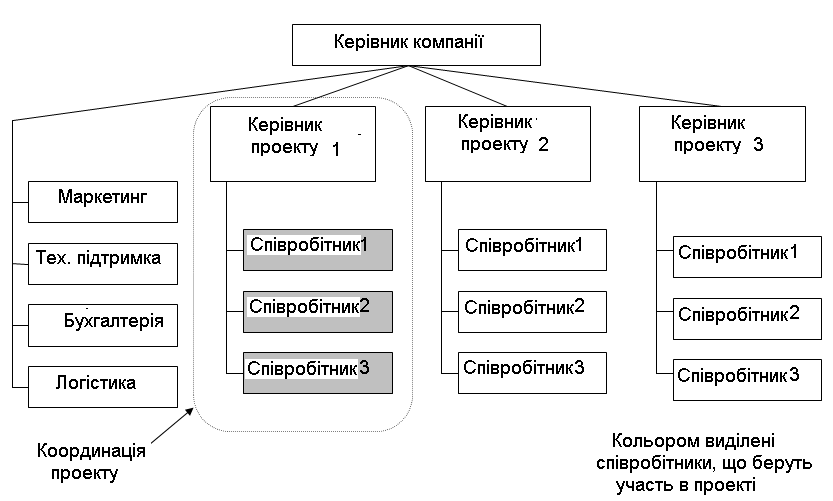 Керівник компанії
Керівник
проекту 1
Керівник
проекту 2
Керівник
проекту 3
Маркетинг
Тех. підтримка
Бухгалтерія
Логістика
Співробітник1
Співробітник2
Співробітник3
Співробітник1
Співробітник2
Співробітник3
Співробітник1
Співробітник2
Співробітник3
Координація
проекту
Кольором виділені
співробітники, що беруть
участь в проекті